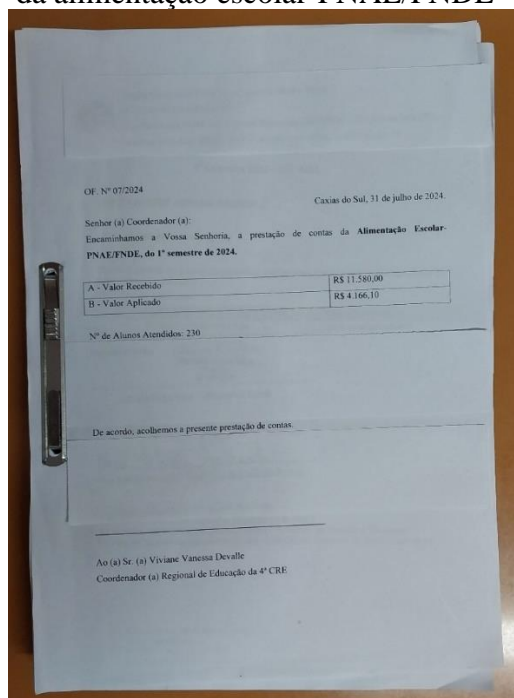 da alimentação escolar PNAE/FNDE
OF. Nº 07/2024
Caxias do Sul, 31 de julho de 2024.
Senhor (a) Coordenador (a):
Encaminhamos a Vossa Senhoria, a prestação de contas da Alimentação Escolar-
PNAE/FNDE, do 1º semestre de 2024.
A - Valor Recebido R$ 11.580,00
B - Valor Aplicado R$ 4.166,10
Nº de Alunos Atendidos: 230
De acordo, acolhemos a presente prestação de contas.
Ao (a) Sr. (a) Viviane Vanessa Devalle
Coordenador (a) Regional de Educação da 4ª CRE